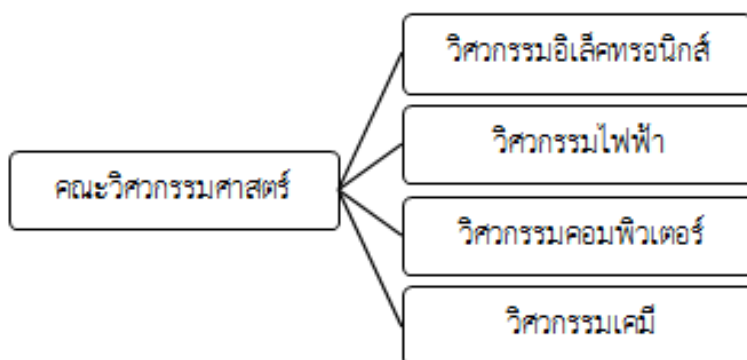 วิศวกรรมอิเล็คทรอนิกส์
วิศวกรรมไฟฟ้า
คณะวิศวกรรมศาสตร์
วิศวกรรมคอมพิวเตอร์
วิศวกรรมเคมี